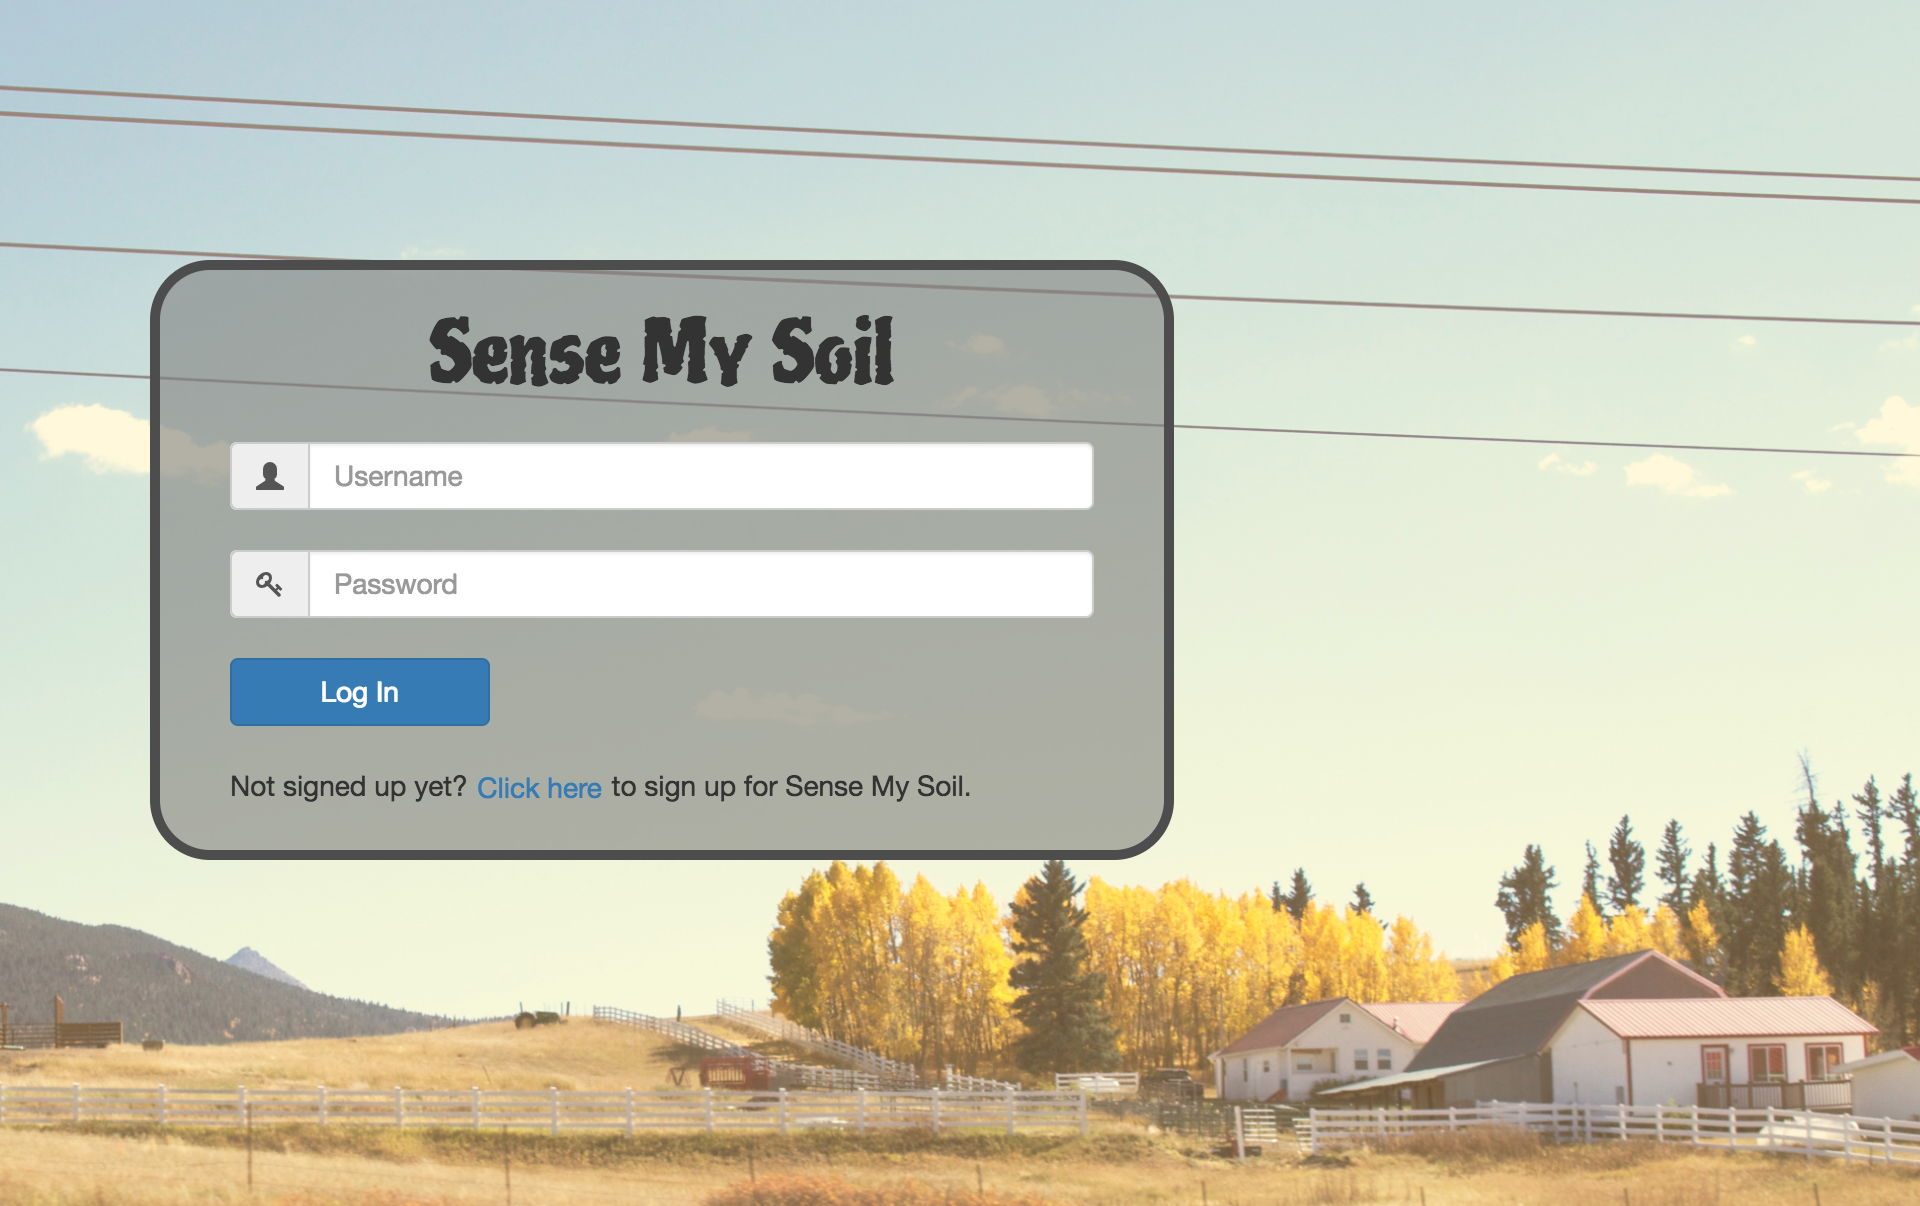 Sense My Soil
Username
Password
Log In
Not signed up yet? Click here to sign up for Sense My Soil.